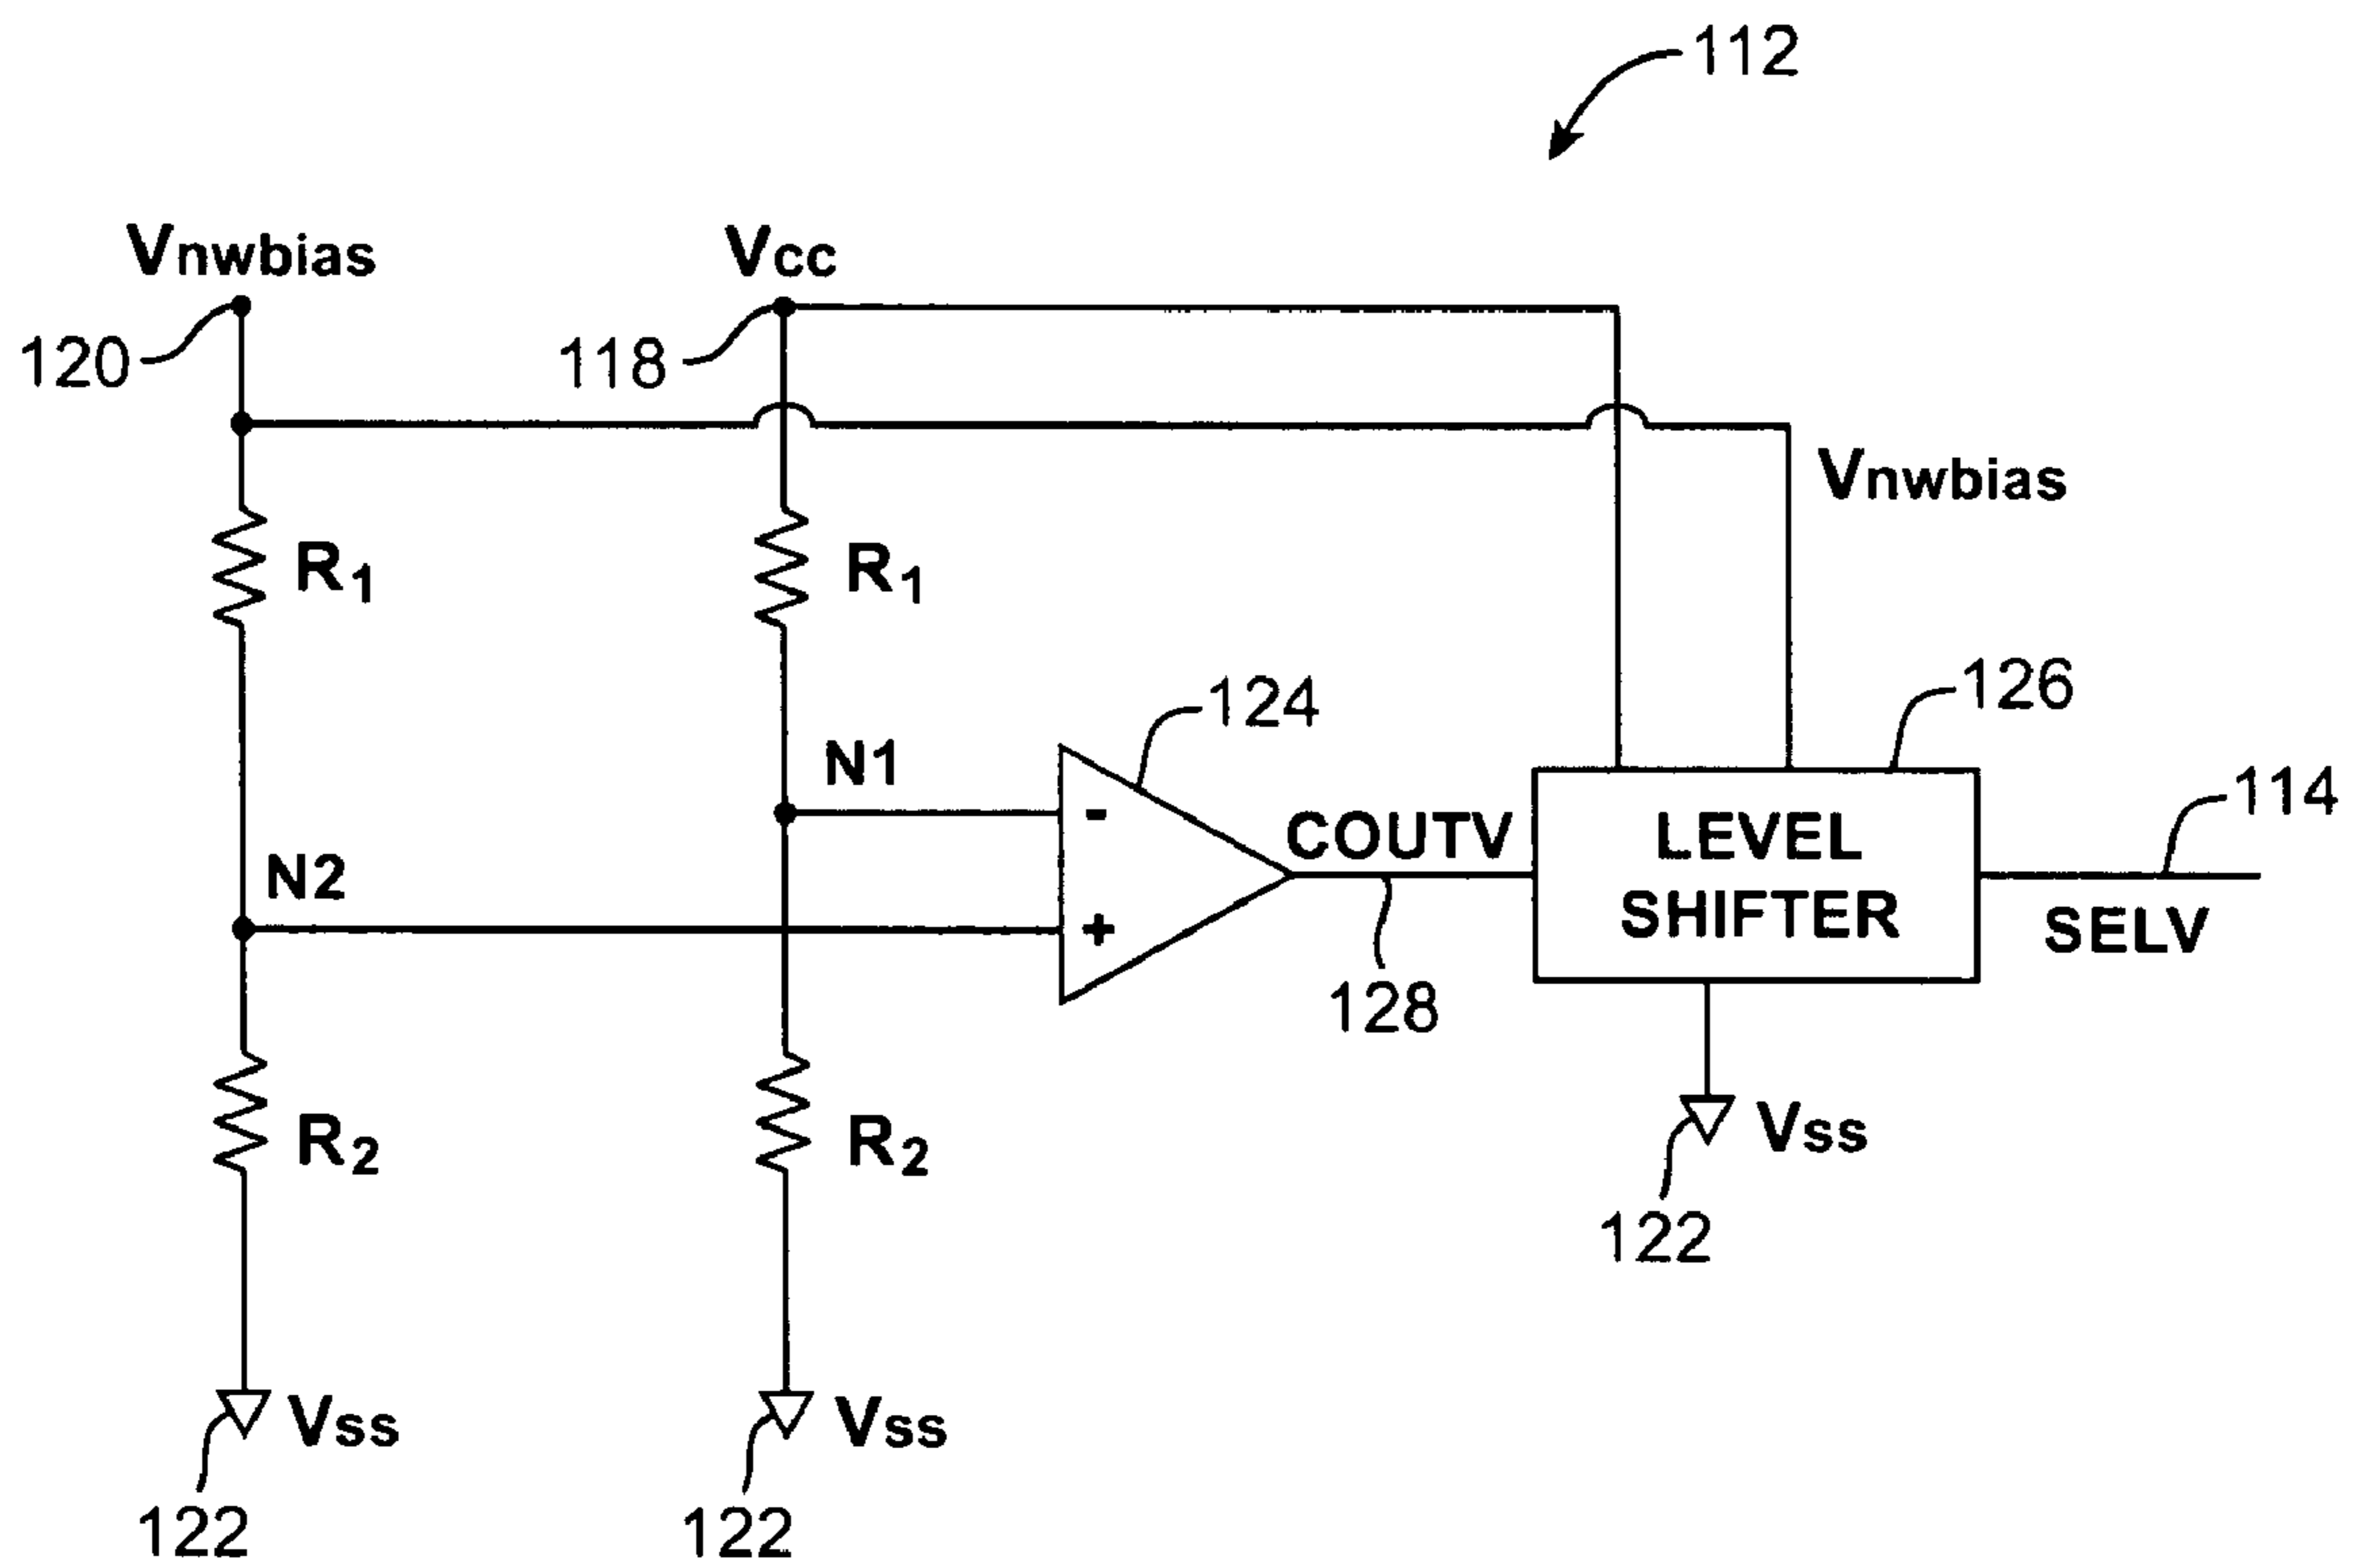 112
Vnwbias
Vcc
120
118
Vnwbias
R1
R1
124
126
N1
-
114
COUTV
LEVEL
SHIFTER
N2
+
SELV
128
R2
R2
Vss
122
Vss
Vss
122
122